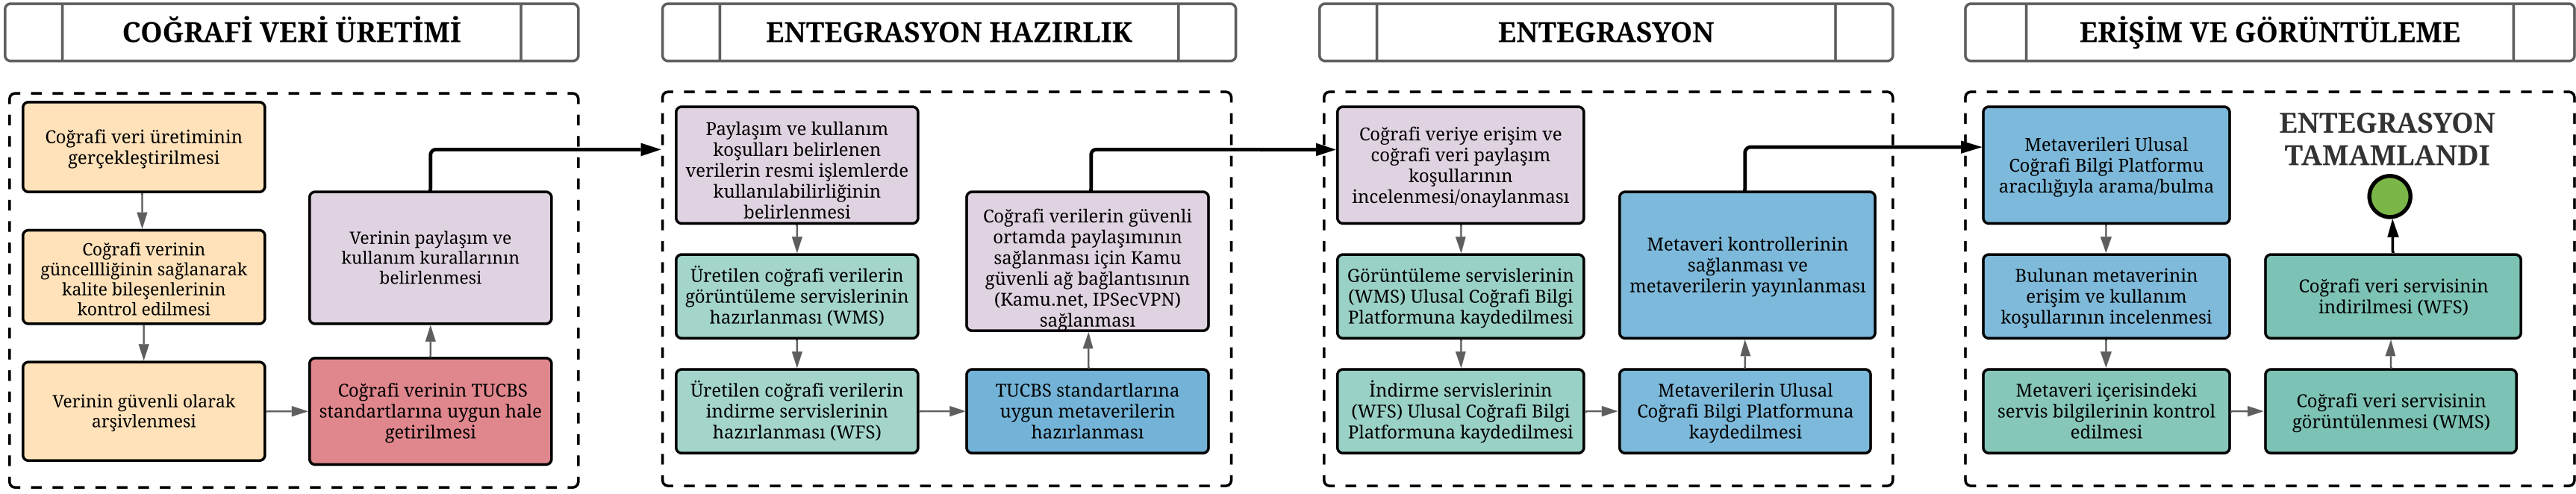 COĞRAFİ VERİ ÜRETİMİ
Coğrafi veri üretiminin
gerçekleştirilmesi
Coğrafi verinin
güncelliğinin sağlanarak
kalite bileşenlerinin
kontrol edilmesi
Verinin güvenli olarak
arşivlenmesi
Coğrafi verinin TUCBS
standartlarına uygun hale
getirilmesi
Verinin paylaşım ve
kullanım kurallarının
belirlenmesi
ENTEGRASYON HAZIRLIK
Paylaşım ve kullanım
koşulları belirlenen
verilerin resmi işlemlerde
kullanılabilirliğinin
belirlenmesi
Üretilen coğrafi verilerin
görüntüleme servislerinin
hazırlanması (WMS)
Üretilen coğrafi verilerin
indirme servislerinin
hazırlanması (WFS)
TUCBS standartlarına
uygun metaverilerin
hazırlanması
Coğrafi verilerin güvenli
ortamda paylaşımının
sağlanması için Kamu
güvenli ağ bağlantısının
(Kamu.net, IPSecVPN)
sağlanması
ENTEGRASYON
Coğrafi veriye erişim ve
coğrafi veri paylaşım
koşullarının
incelenmesi/onaylanması
Görüntüleme servislerinin
(WMS) Ulusal Coğrafi Bilgi
Platformuna kaydedilmesi
İndirme servislerinin
(WFS) Ulusal Coğrafi Bilgi
Platformuna kaydedilmesi
Metaverilerin Ulusal
Coğrafi Bilgi Platformuna
kaydedilmesi
Metaveri kontrollerinin
sağlanması ve
metaverilerin yayınlanması
ERİŞİM VE GÖRÜNTÜLEME
Metaverileri Ulusal
Coğrafi Bilgi Platformu
aracılığıyla arama/bulma
Bulunan metaverinin
erişim ve kullanım
koşullarının incelenmesi
Metaveri içerisindeki
servis bilgilerinin kontrol
edilmesi
Coğrafi veri servisinin
görüntülenmesi (WMS)
Coğrafi veri servisinin
indirilmesi (WFS)
ENTEGRASYON
TAMAMLANDI